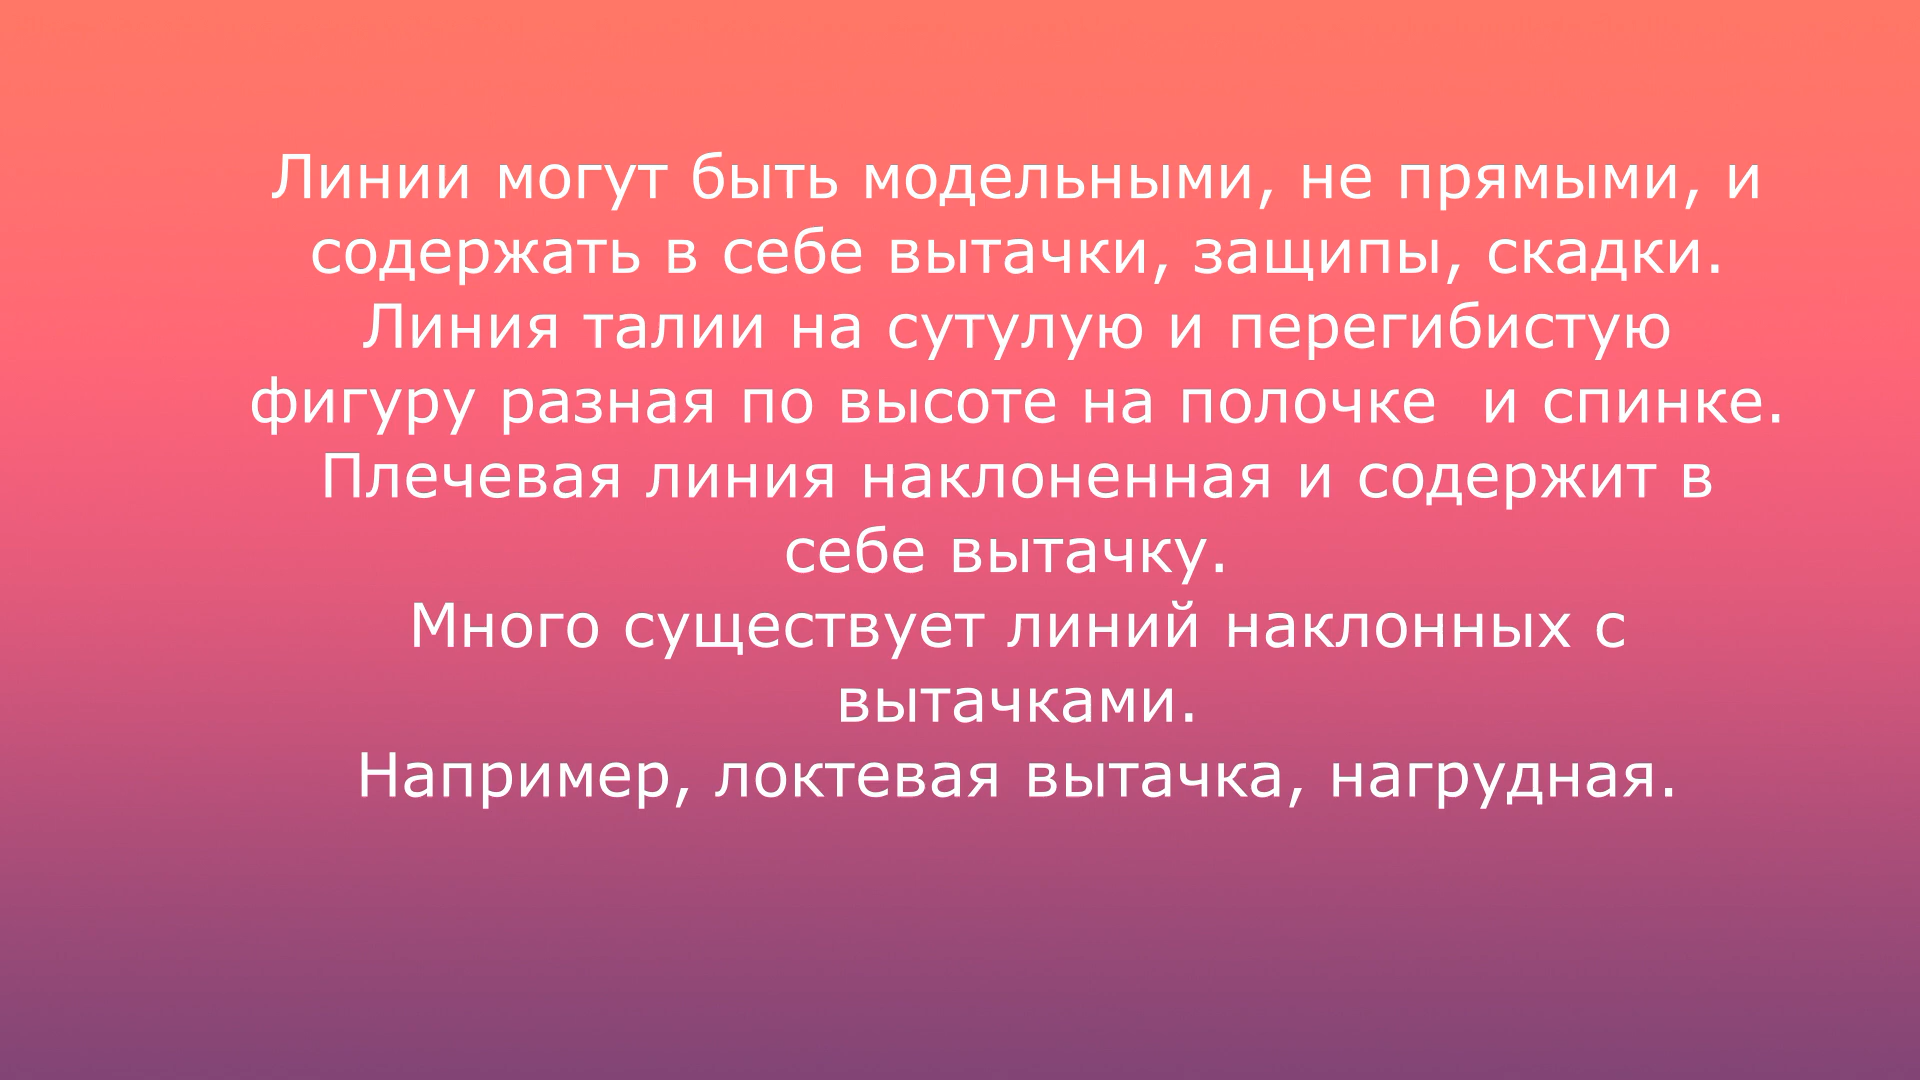 Линии могут быть модельными, не прямыми, и
содержать в себе вытачки, защипы, скадки.
Линия талии на сутулую и перегибистую
фигуру разная по высоте на полочке  и спинке.
Плечевая линия наклоненная и содержит в
себе вытачку.
Много существует линий наклонных с
вытачками.
Например, локтевая вытачка, нагрудная.